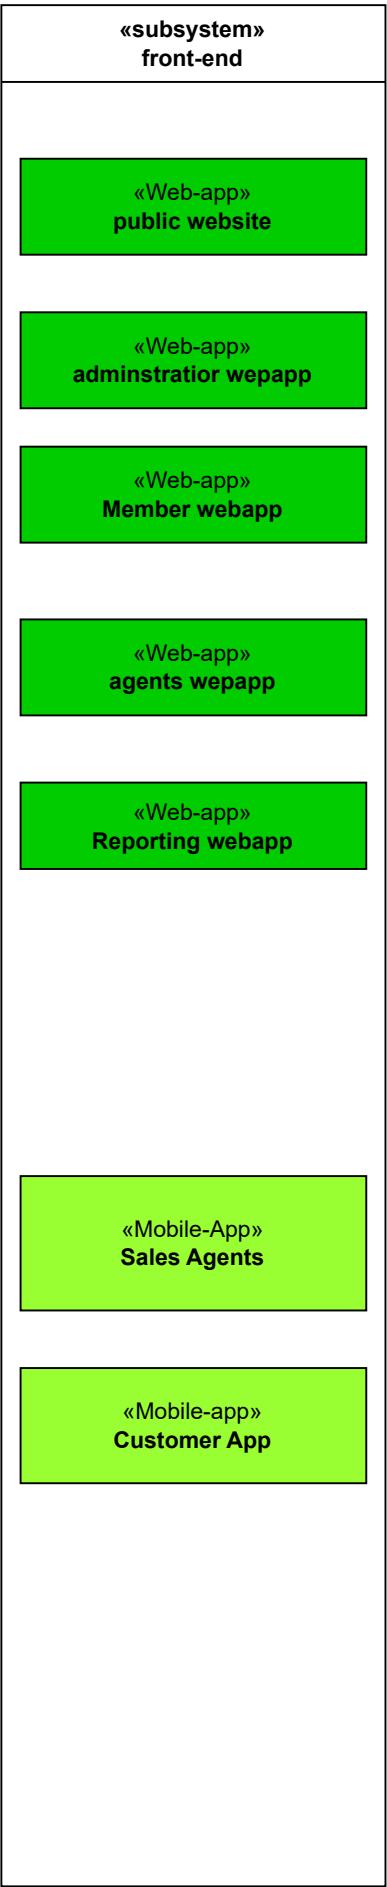 «subsystem»
front-end
«Web-app»
public website
«Web-app»
adminstratior wepapp
«Web-app»
Member webapp
«Web-app»
agents wepapp
«Web-app»
Reporting webapp
«Mobile-App»
Sales Agents
«Mobile-app»
Customer App